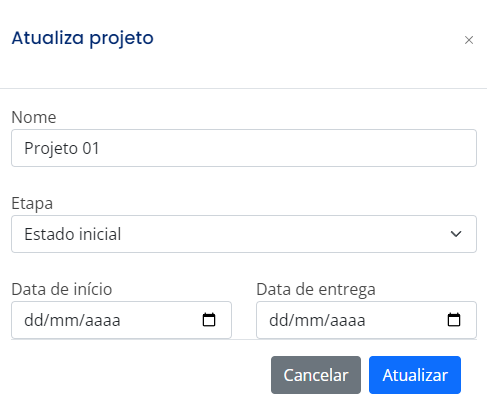 Atualiza projeto
Nome
Projeto 01
Etapa
Estado inicial
Data de início Data de entrega
dd/mm/aaaa dd/mm/aaaa
Cancelar Atualizar